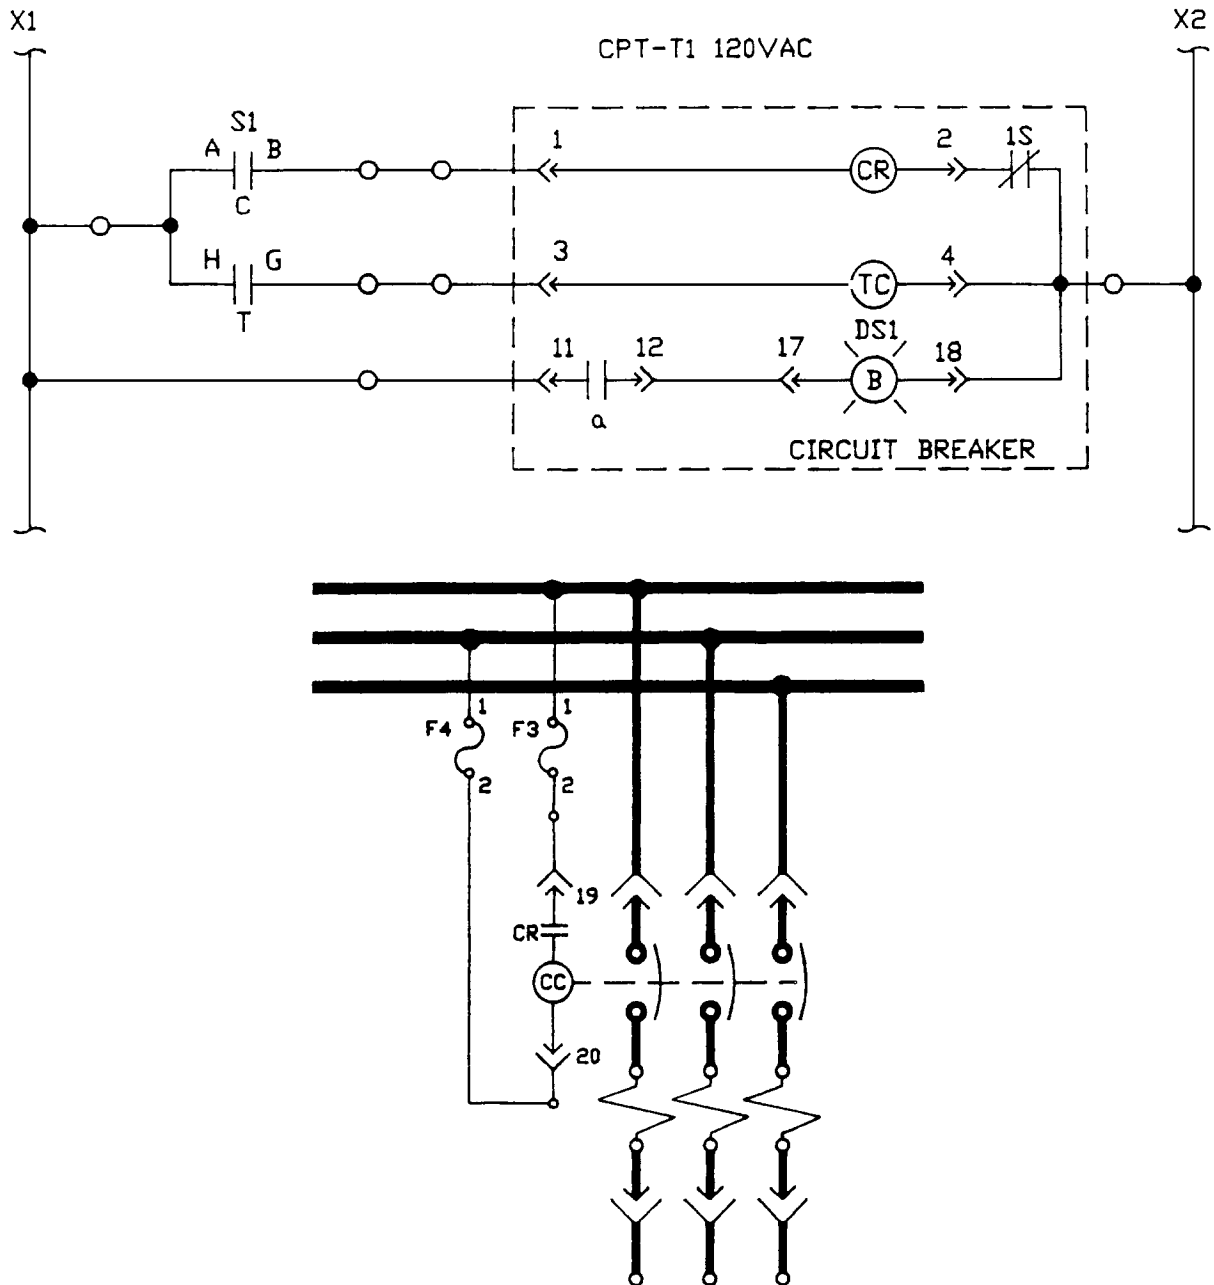 X1 X2
CPT-T1 120VAC
S1
A B 1 2 1S
CR
C
H G 3 4
TC
T
DS1
11 12 17 18
B
a
CIRCUIT BREAKER
1 1
F4 F3
2 2
19
CR
CC
20